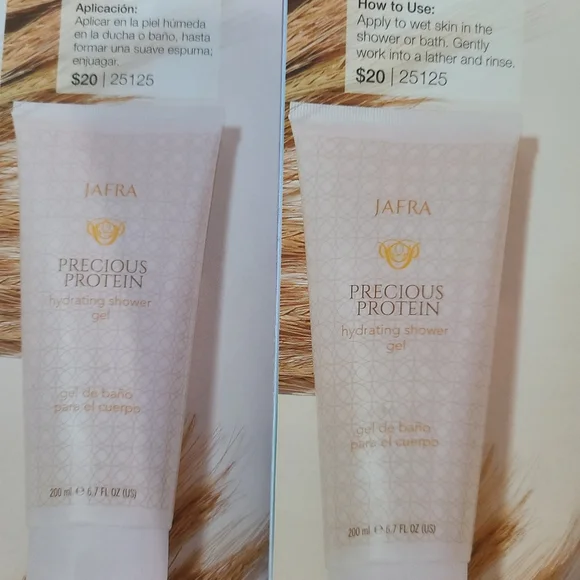 Aplicación:
Aplicar en la piel húmeda
en la ducha o baño, hasta
formar una suave espuma;
enjuagar.
$20 | 25125
JAFRA
PRECIOUS
PROTEIN
hydrating shower
gel
gel de baño
para el cuerpo
200 ml ℮ 6.7 FL OZ (US)
How to Use:
Apply to wet skin in the
shower or bath. Gently
work into a lather and rinse.
$20 | 25125
JAFRA
PRECIOUS
PROTEIN
hydrating shower
gel
gel de baño
para el cuerpo
200 ml ℮ 6.7 FL OZ (US)